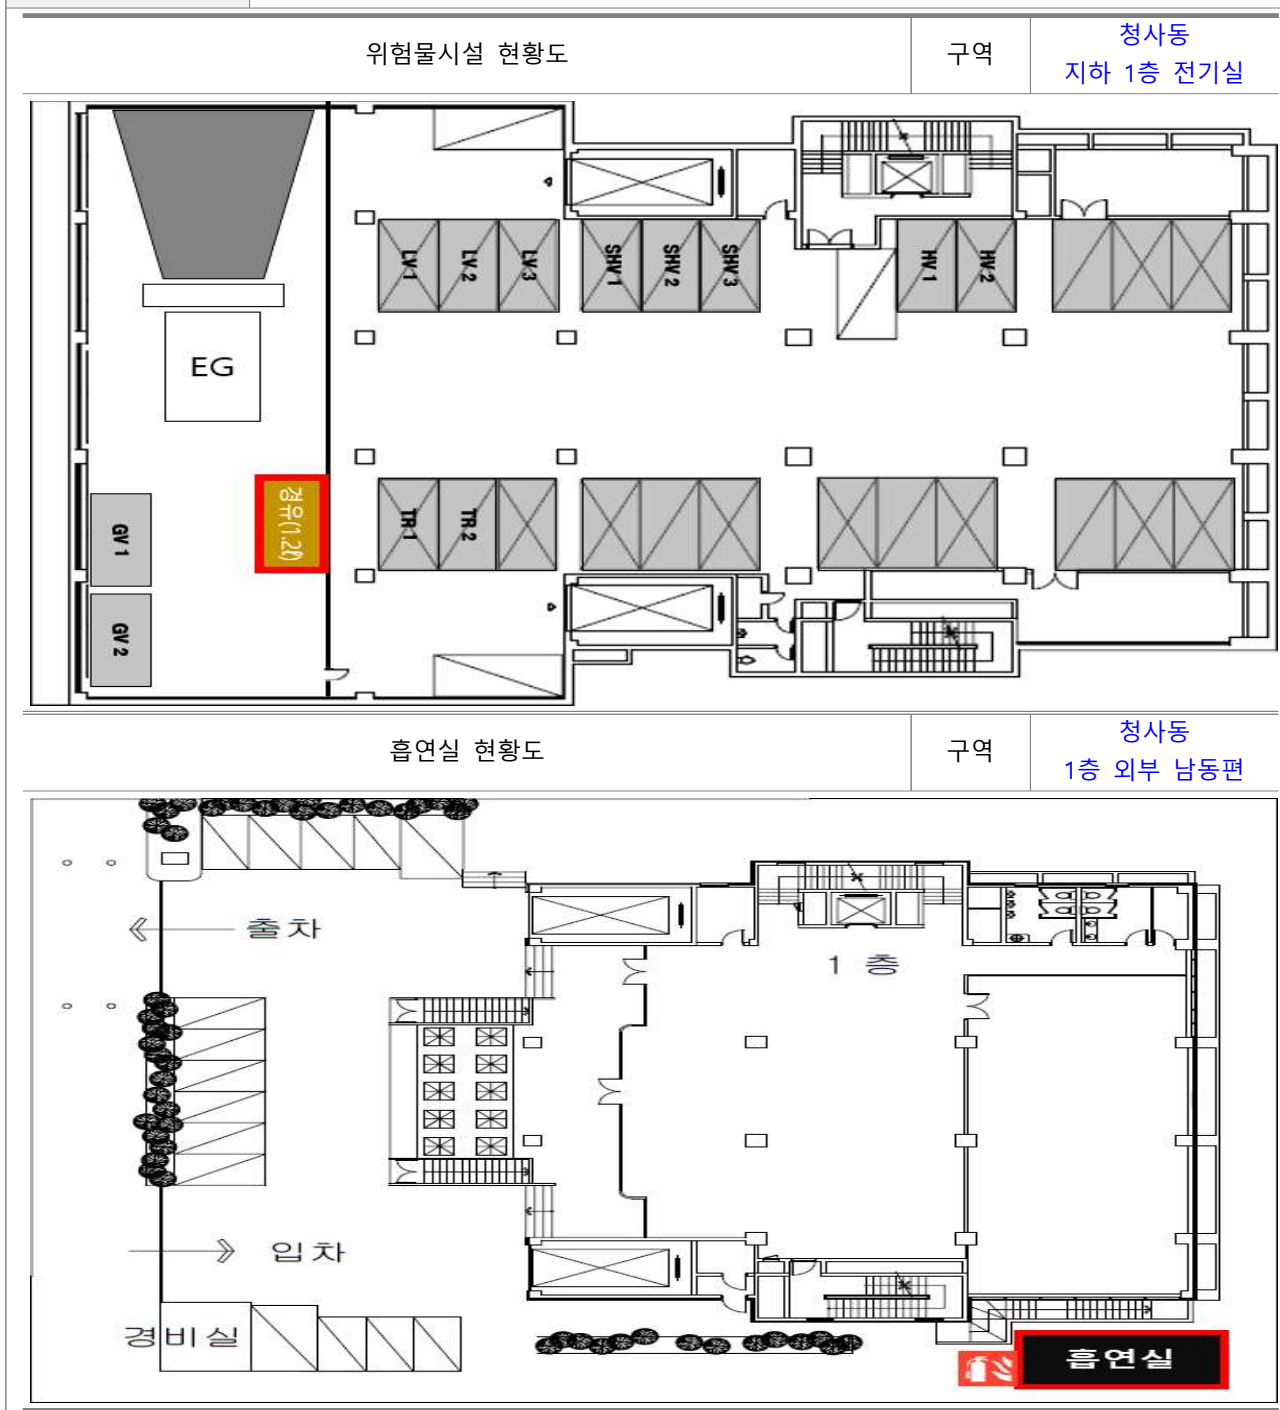 위험물시설 현황도
구역
청사동
지하 1층 전기실
LV 1
LV 2
LV 3
SHV 1
SHV 2
SHV 3
HV 1
HV 2
EG
경유(1.2ℓ)
TR 1
TR 2
GV 1
GV 2
흡연실 현황도
구역
청사동
1층 외부 남동편
출차
1 층
입차
경비실
흡연실